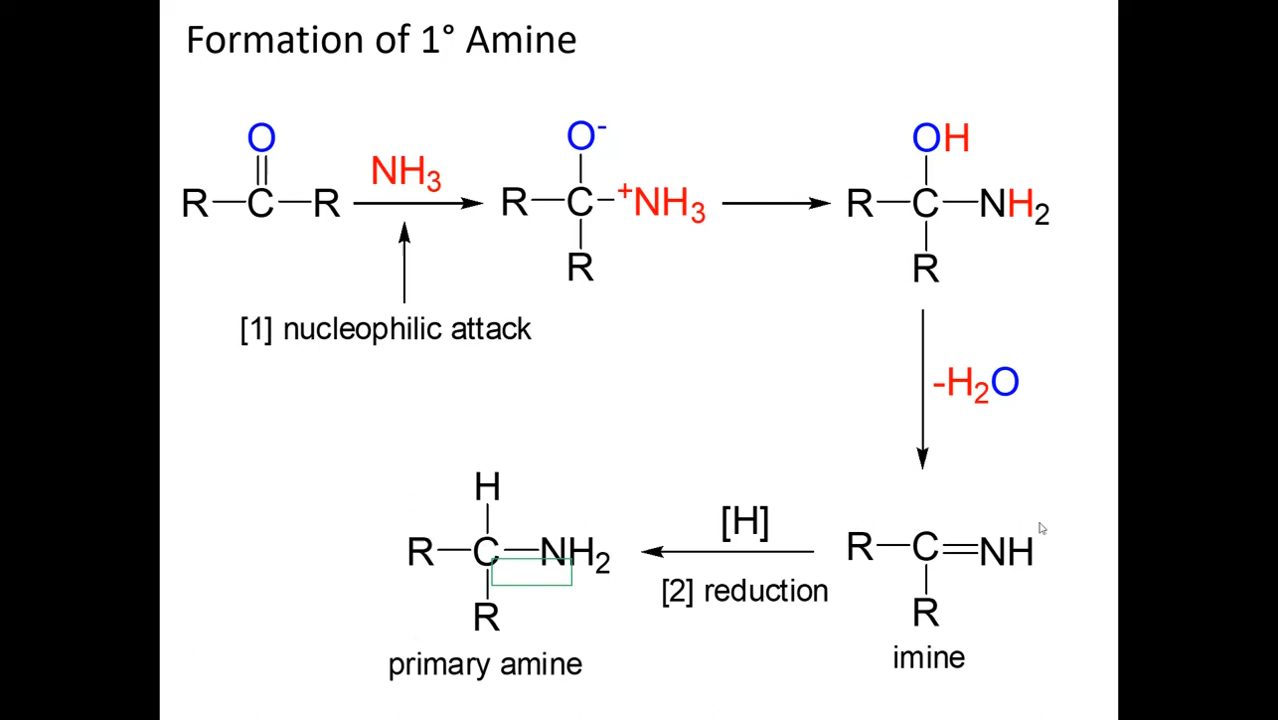 Formation of 1° Amine
O
R C R
NH3
[1] nucleophilic attack
O-
R C +NH3
R
OH
R C NH2
R
-H2O
R C NH
R
imine
[H]
[2] reduction
H
R C NH2
R
primary amine